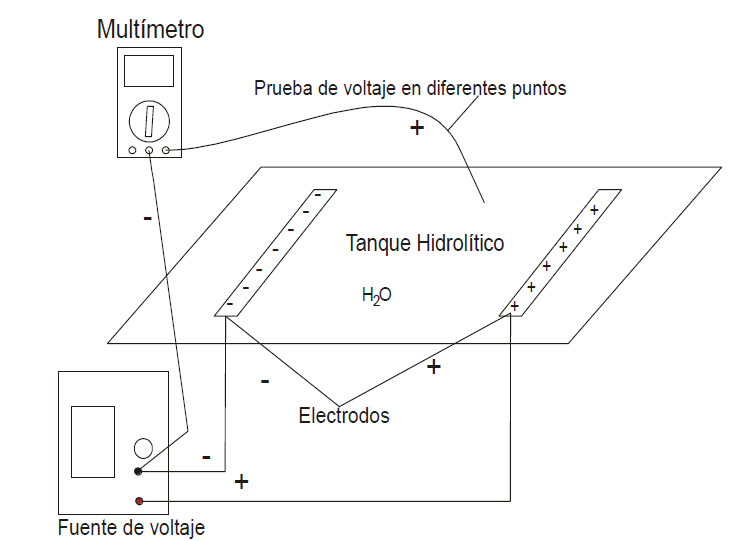 Multímetro
Prueba de voltaje en diferentes puntos
+
-
- - - - - - -
+ + + + + + +
Tanque Hidrolítico
H₂O
-
+
Electrodos
-
+
Fuente de voltaje